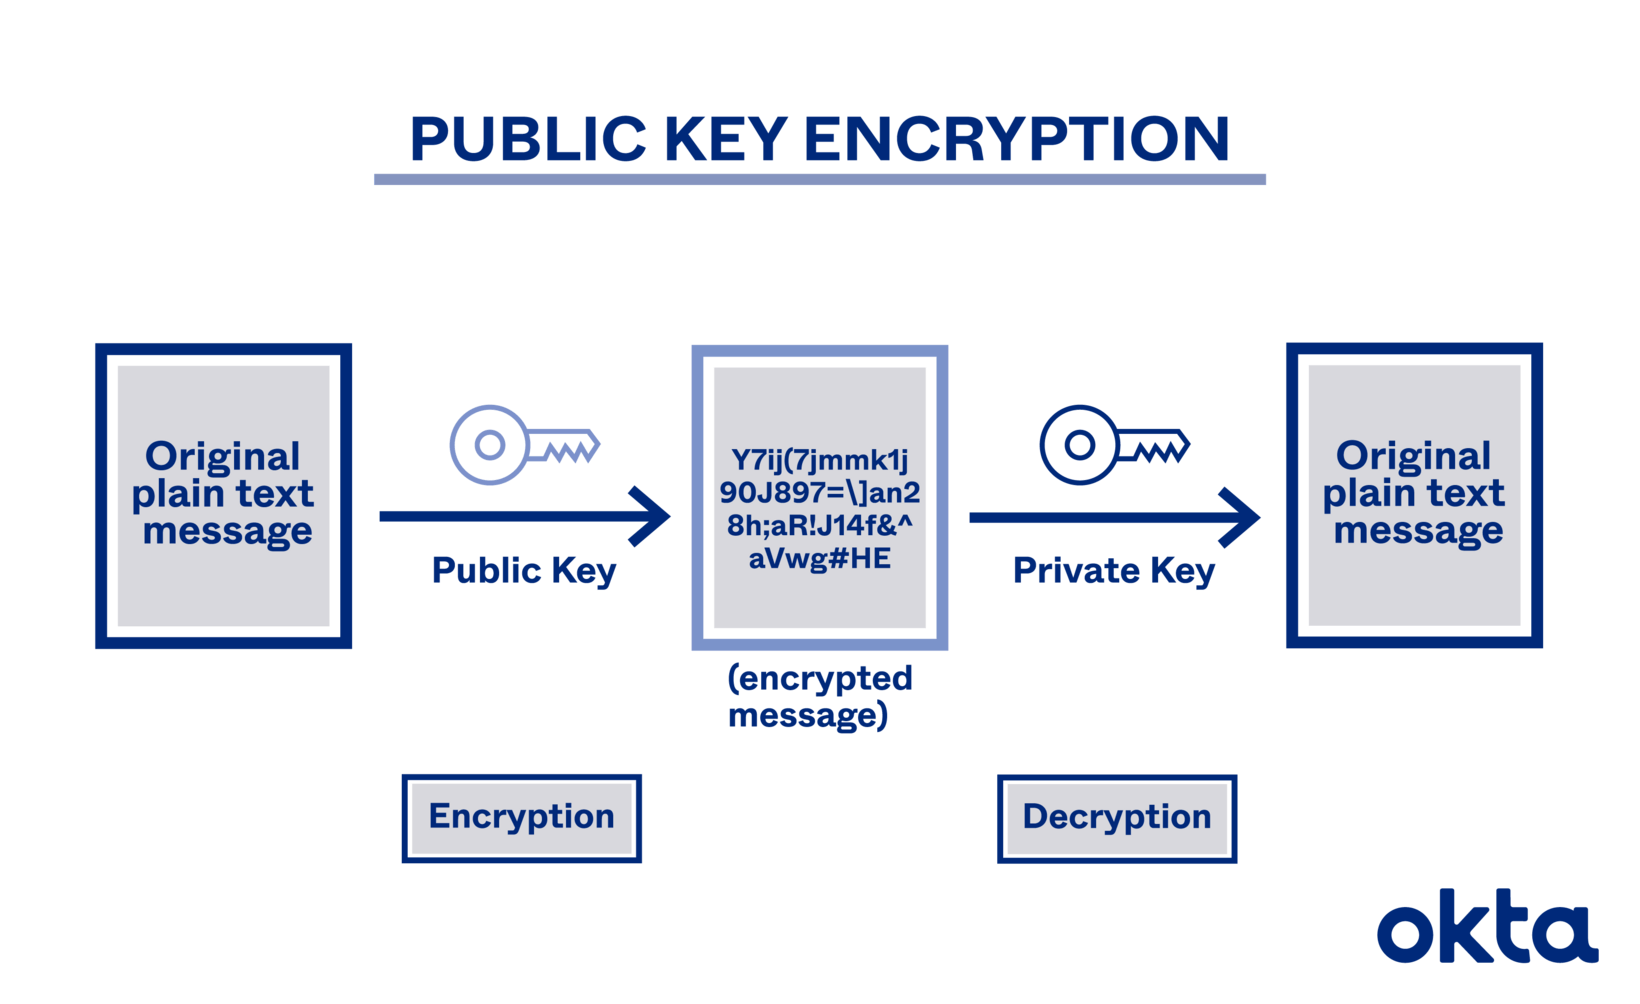 PUBLIC KEY ENCRYPTION
Original
plain text
message
Public Key
Y7ij(7jmmk1j
90J897=\]an2
8h;aR!J14f&^
aVwg#HE
(encrypted
message)
Private Key
Original
plain text
message
Encryption
Decryption
okta